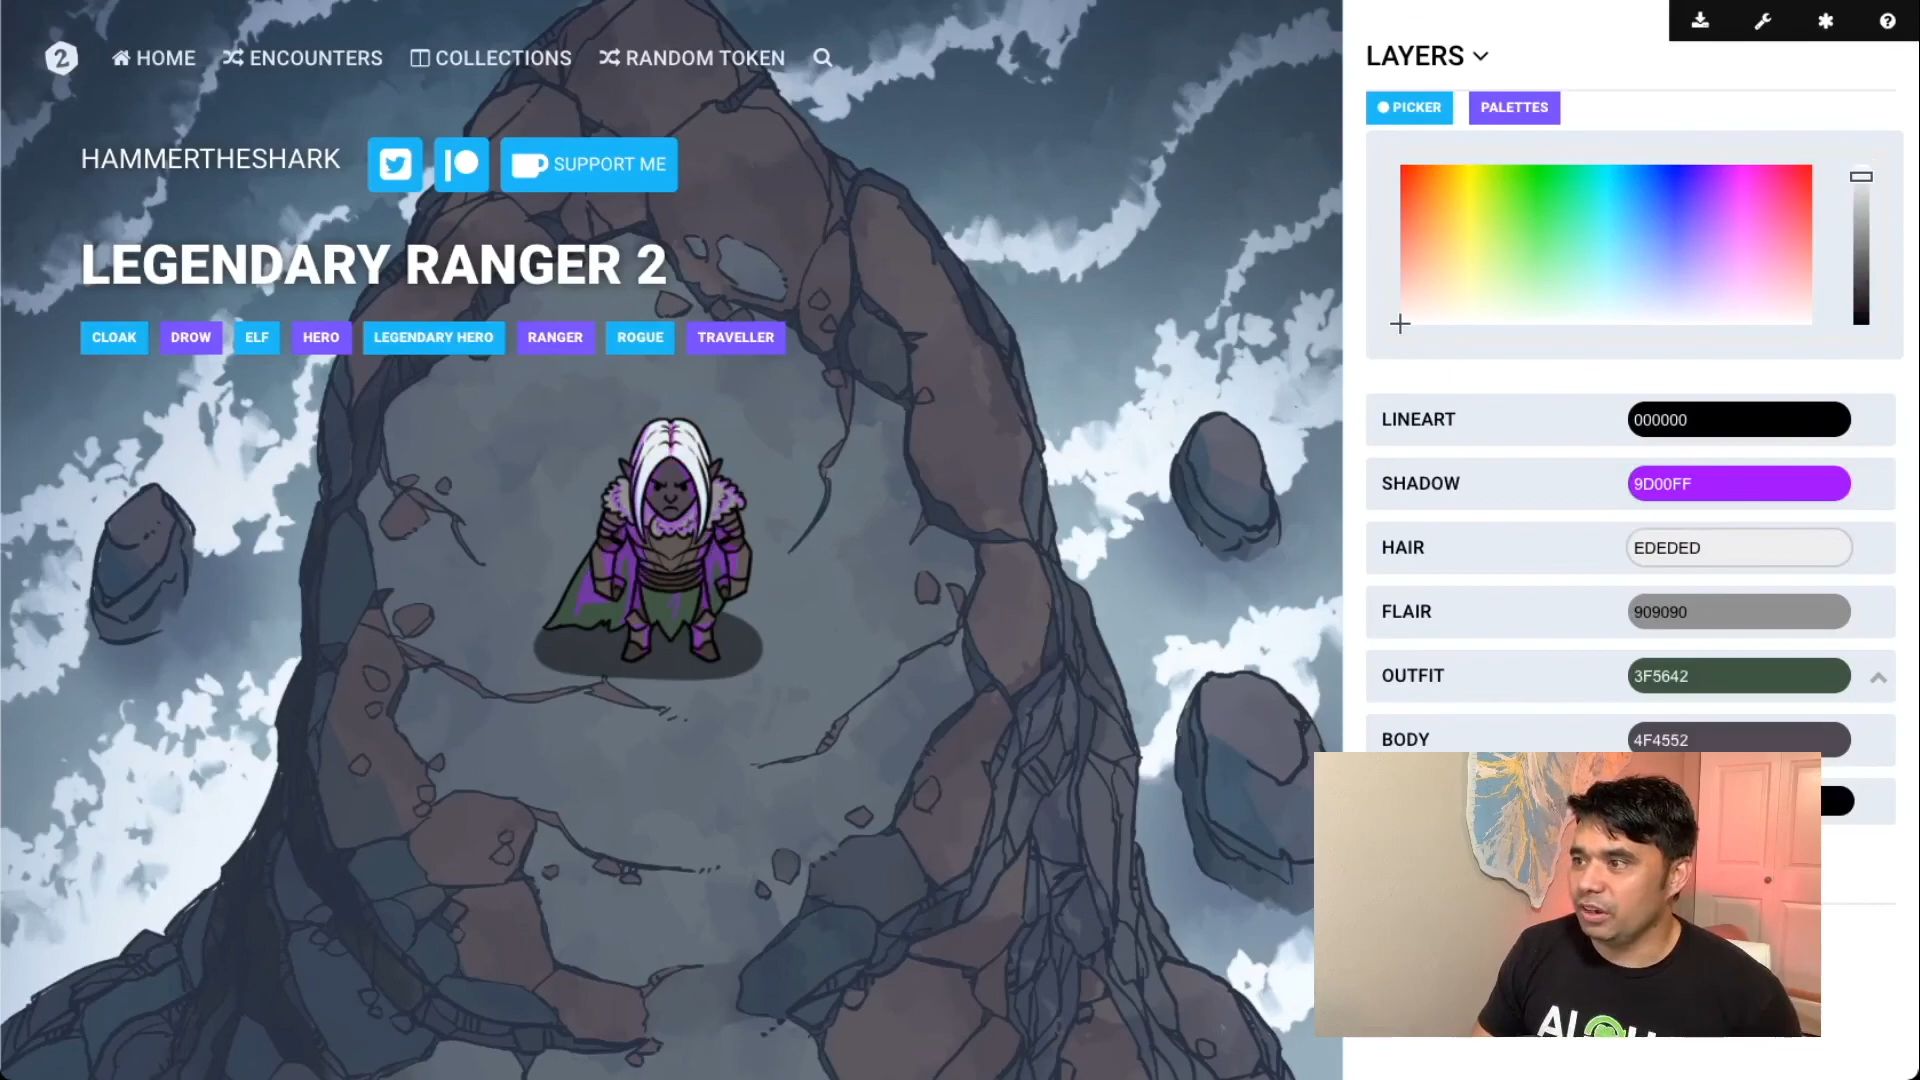 2 HOME ENCOUNTERS COLLECTIONS RANDOM TOKEN
HAMMERTHESHARK SUPPORT ME
LEGENDARY RANGER 2
CLOAK DROW ELF HERO LEGENDARY HERO RANGER ROGUE TRAVELLER
LAYERS
PICKER PALETTES
LINEART 000000
SHADOW 9D00FF
HAIR EDEDED
FLAIR 909090
OUTFIT 3F5642
BODY 4F4552